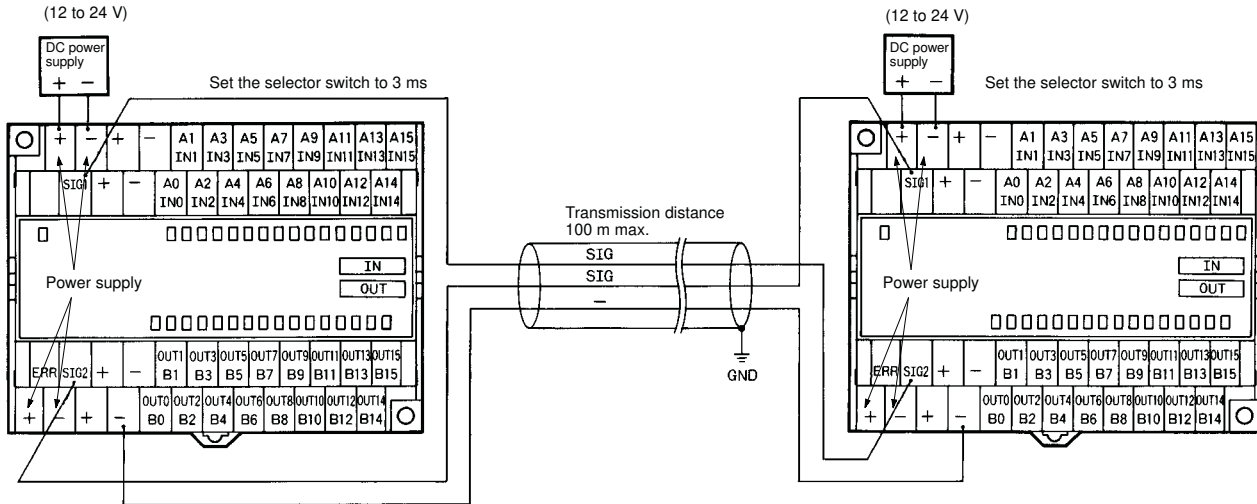 (12 to 24 V)
DC power
supply
+ −
Set the selector switch to 3 ms
+ − + − A1 A3 A5 A7 A9 A11 A13 A15
IN1 IN3 IN5 IN7 IN9 IN11 IN13 IN15
SIG1 + − A0 A2 A4 A6 A8 A10 A12 A14
IN0 IN2 IN4 IN6 IN8 IN10 IN12 IN14
IN
OUT
Power supply
OUT1 OUT3 OUT5 OUT7 OUT9 OUT11 OUT13 OUT15
ERR SIG2 + − B1 B3 B5 B7 B9 B11 B13 B15
OUT0 OUT2 OUT4 OUT6 OUT8 OUT10 OUT12 OUT14
+ − + − B0 B2 B4 B6 B8 B10 B12 B14
Transmission distance
100 m max.
SIG
SIG
−
GND
(12 to 24 V)
DC power
supply
+ −
Set the selector switch to 3 ms
+ − + − A1 A3 A5 A7 A9 A11 A13 A15
IN1 IN3 IN5 IN7 IN9 IN11 IN13 IN15
SIG1 + − A0 A2 A4 A6 A8 A10 A12 A14
IN0 IN2 IN4 IN6 IN8 IN10 IN12 IN14
IN
OUT
Power supply
OUT1 OUT3 OUT5 OUT7 OUT9 OUT11 OUT13 OUT15
ERR SIG2 + − B1 B3 B5 B7 B9 B11 B13 B15
OUT0 OUT2 OUT4 OUT6 OUT8 OUT10 OUT12 OUT14
+ − + − B0 B2 B4 B6 B8 B10 B12 B14